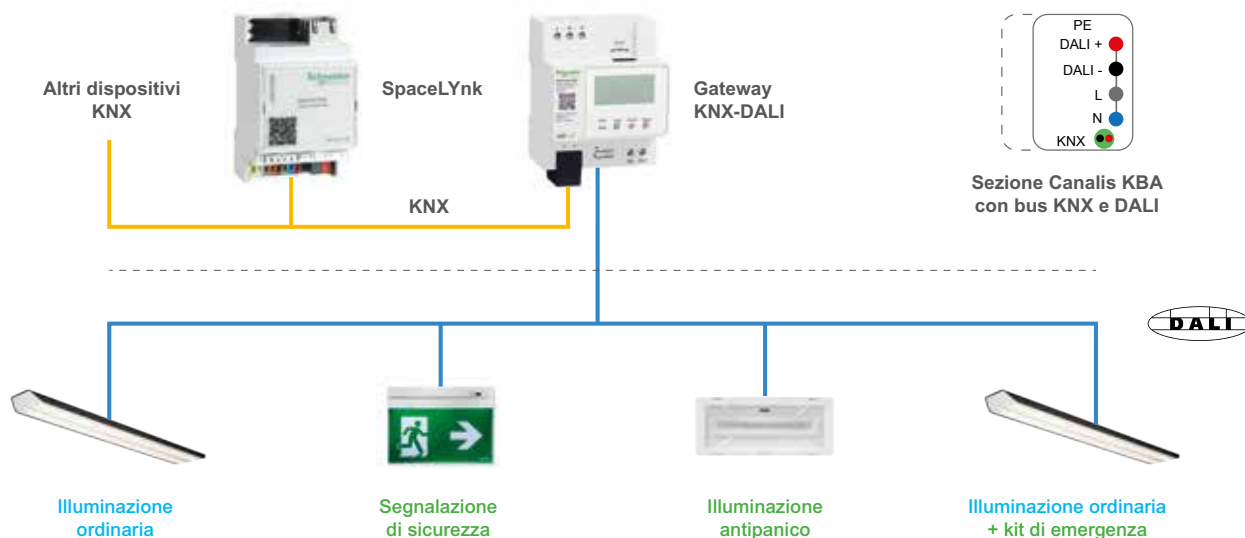 PE
DALI +
DALI -
L
N
KNX
Altri dispositivi
KNX
Schneider
SpaceLYnk
Gateway
KNX-DALI
Sezione Canalis KBA
con bus KNX e DALI
KNX
DALI
Illuminazione
ordinaria
Segnalazione
di sicurezza
Illuminazione
antipanico
Illuminazione ordinaria
+ kit di emergenza